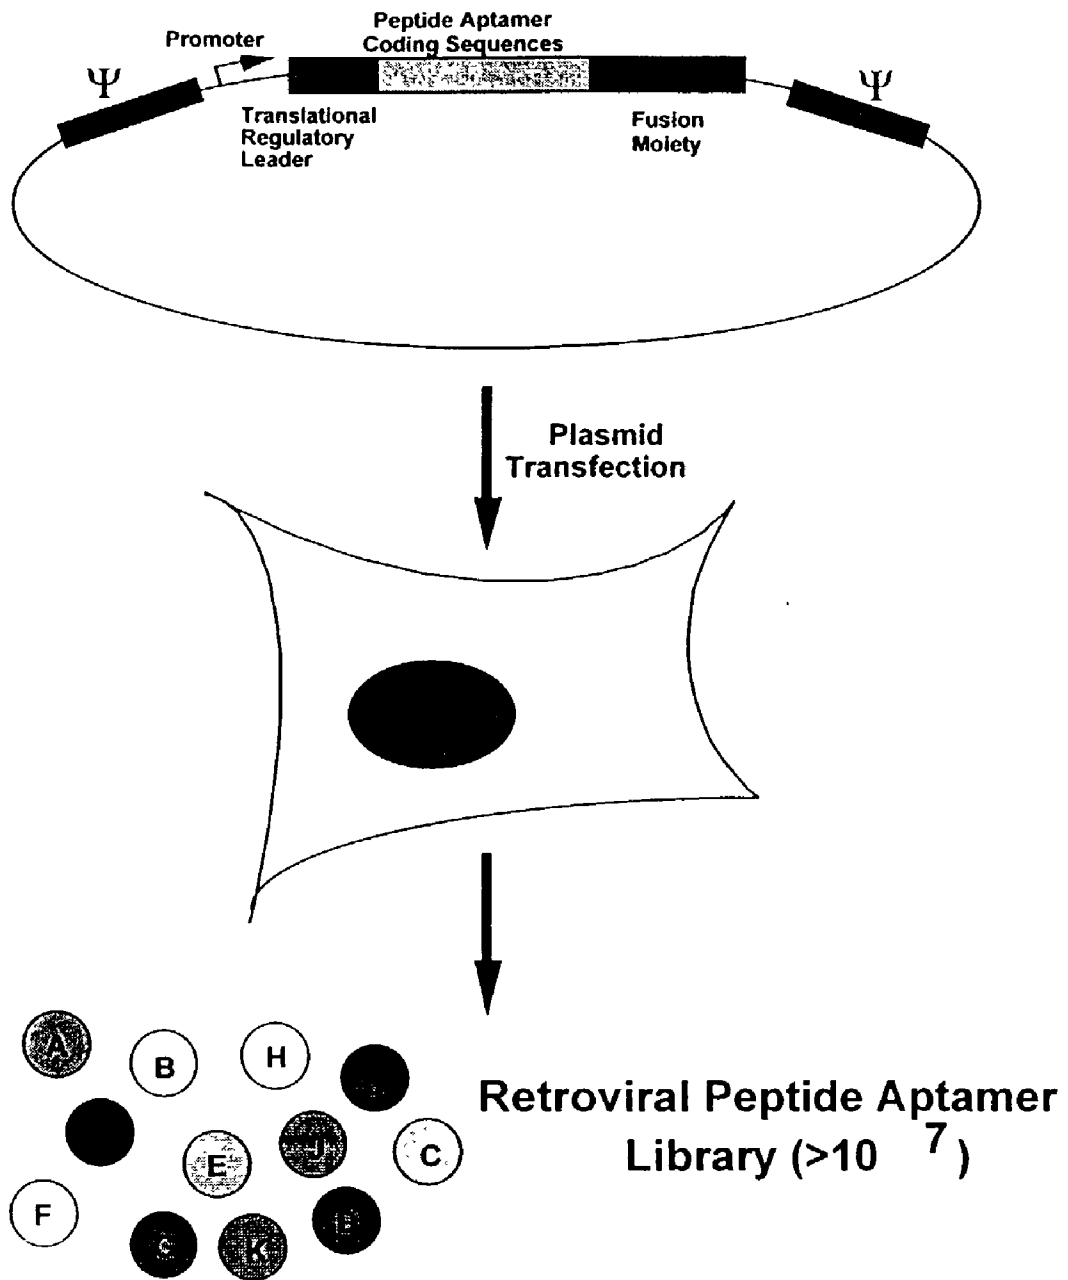 Peptide Aptamer
Coding Sequences
Promoter
Ψ
Ψ
Translational
Regulatory
Leader
Fusion
Moiety
Plasmid
Transfection
A
B
H
E
J
C
F
K
Retroviral Peptide Aptamer
Library (>10 7)